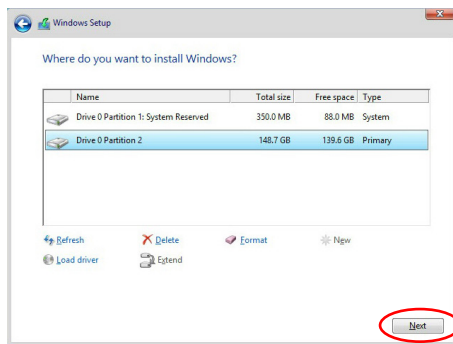 Windows Setup
Where do you want to install Windows?
Name Total size Free space Type
Drive 0 Partition 1: System Reserved 350.0 MB 88.0 MB System
Drive 0 Partition 2 148.7 GB 139.6 GB Primary
Refresh Delete Format New
Load driver Extend
Next